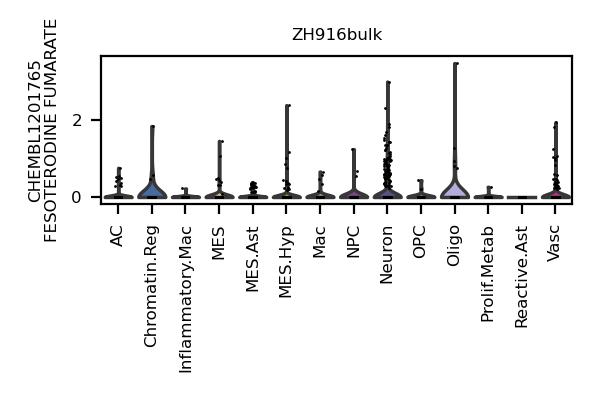 ZH916bulk
CHEMBL1201765
FESOTERODINE FUMARATE
2
0
AC
Chromatin.Reg
Inflammatory.Mac
MES
MES.Ast
MES.Hyp
Mac
NPC
Neuron
OPC
Oligo
Prolif.Metab
Reactive.Ast
Vasc